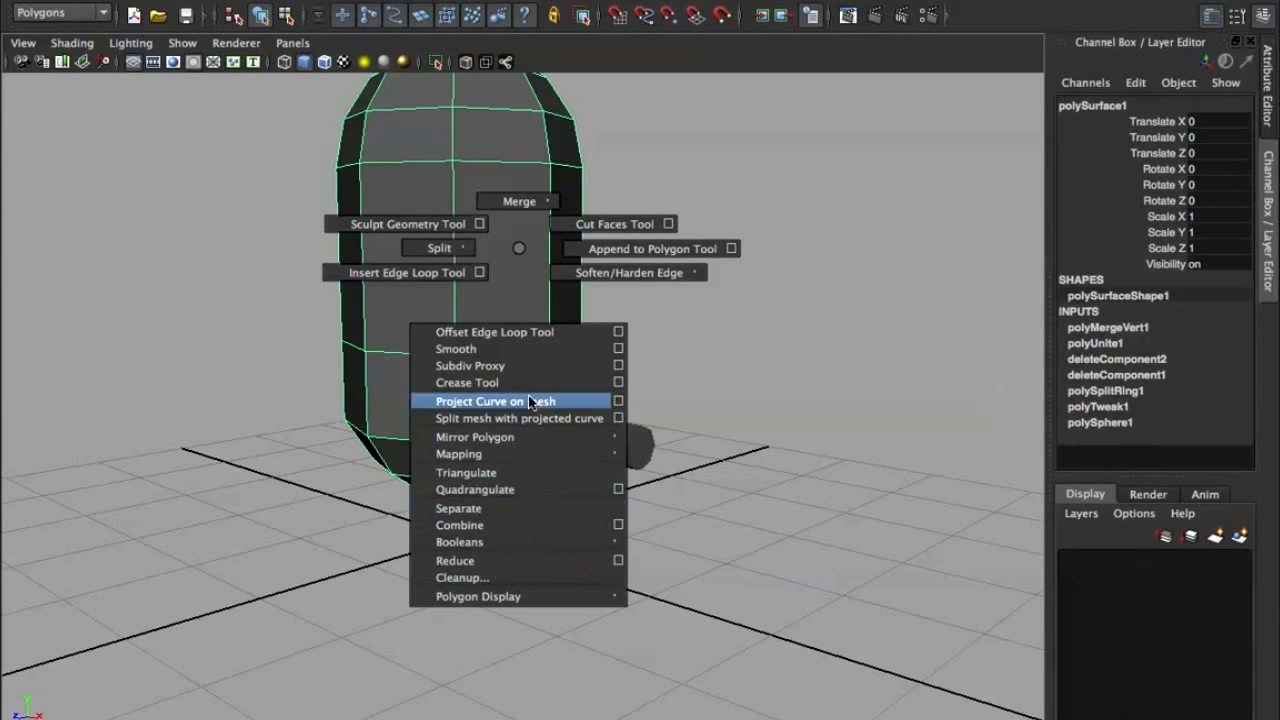 Polygons
View Shading Lighting Show Renderer Panels
Merge
Sculpt Geometry Tool Cut Faces Tool
Split Append to Polygon Tool
Insert Edge Loop Tool Soften/Harden Edge
Offset Edge Loop Tool
Smooth
Subdiv Proxy
Crease Tool
Project Curve on Mesh
Split mesh with projected curve
Mirror Polygon
Mapping
Triangulate
Quadrangulate
Separate
Combine
Booleans
Reduce
Cleanup...
Polygon Display
Channel Box / Layer Editor
Channels Edit Object Show
polySurface1
Translate X 0
Translate Y 0
Translate Z 0
Rotate X 0
Rotate Y 0
Rotate Z 0
Scale X 1
Scale Y 1
Scale Z 1
Visibility on
SHAPES
polySurfaceShape1
INPUTS
polyMergeVert1
polyUnite1
deleteComponent2
deleteComponent1
polySplitRing1
polyTweak1
polySphere1
Display Render Anim
Layers Options Help
Attribute Editor
Channel Box / Layer Editor
Y
Z X